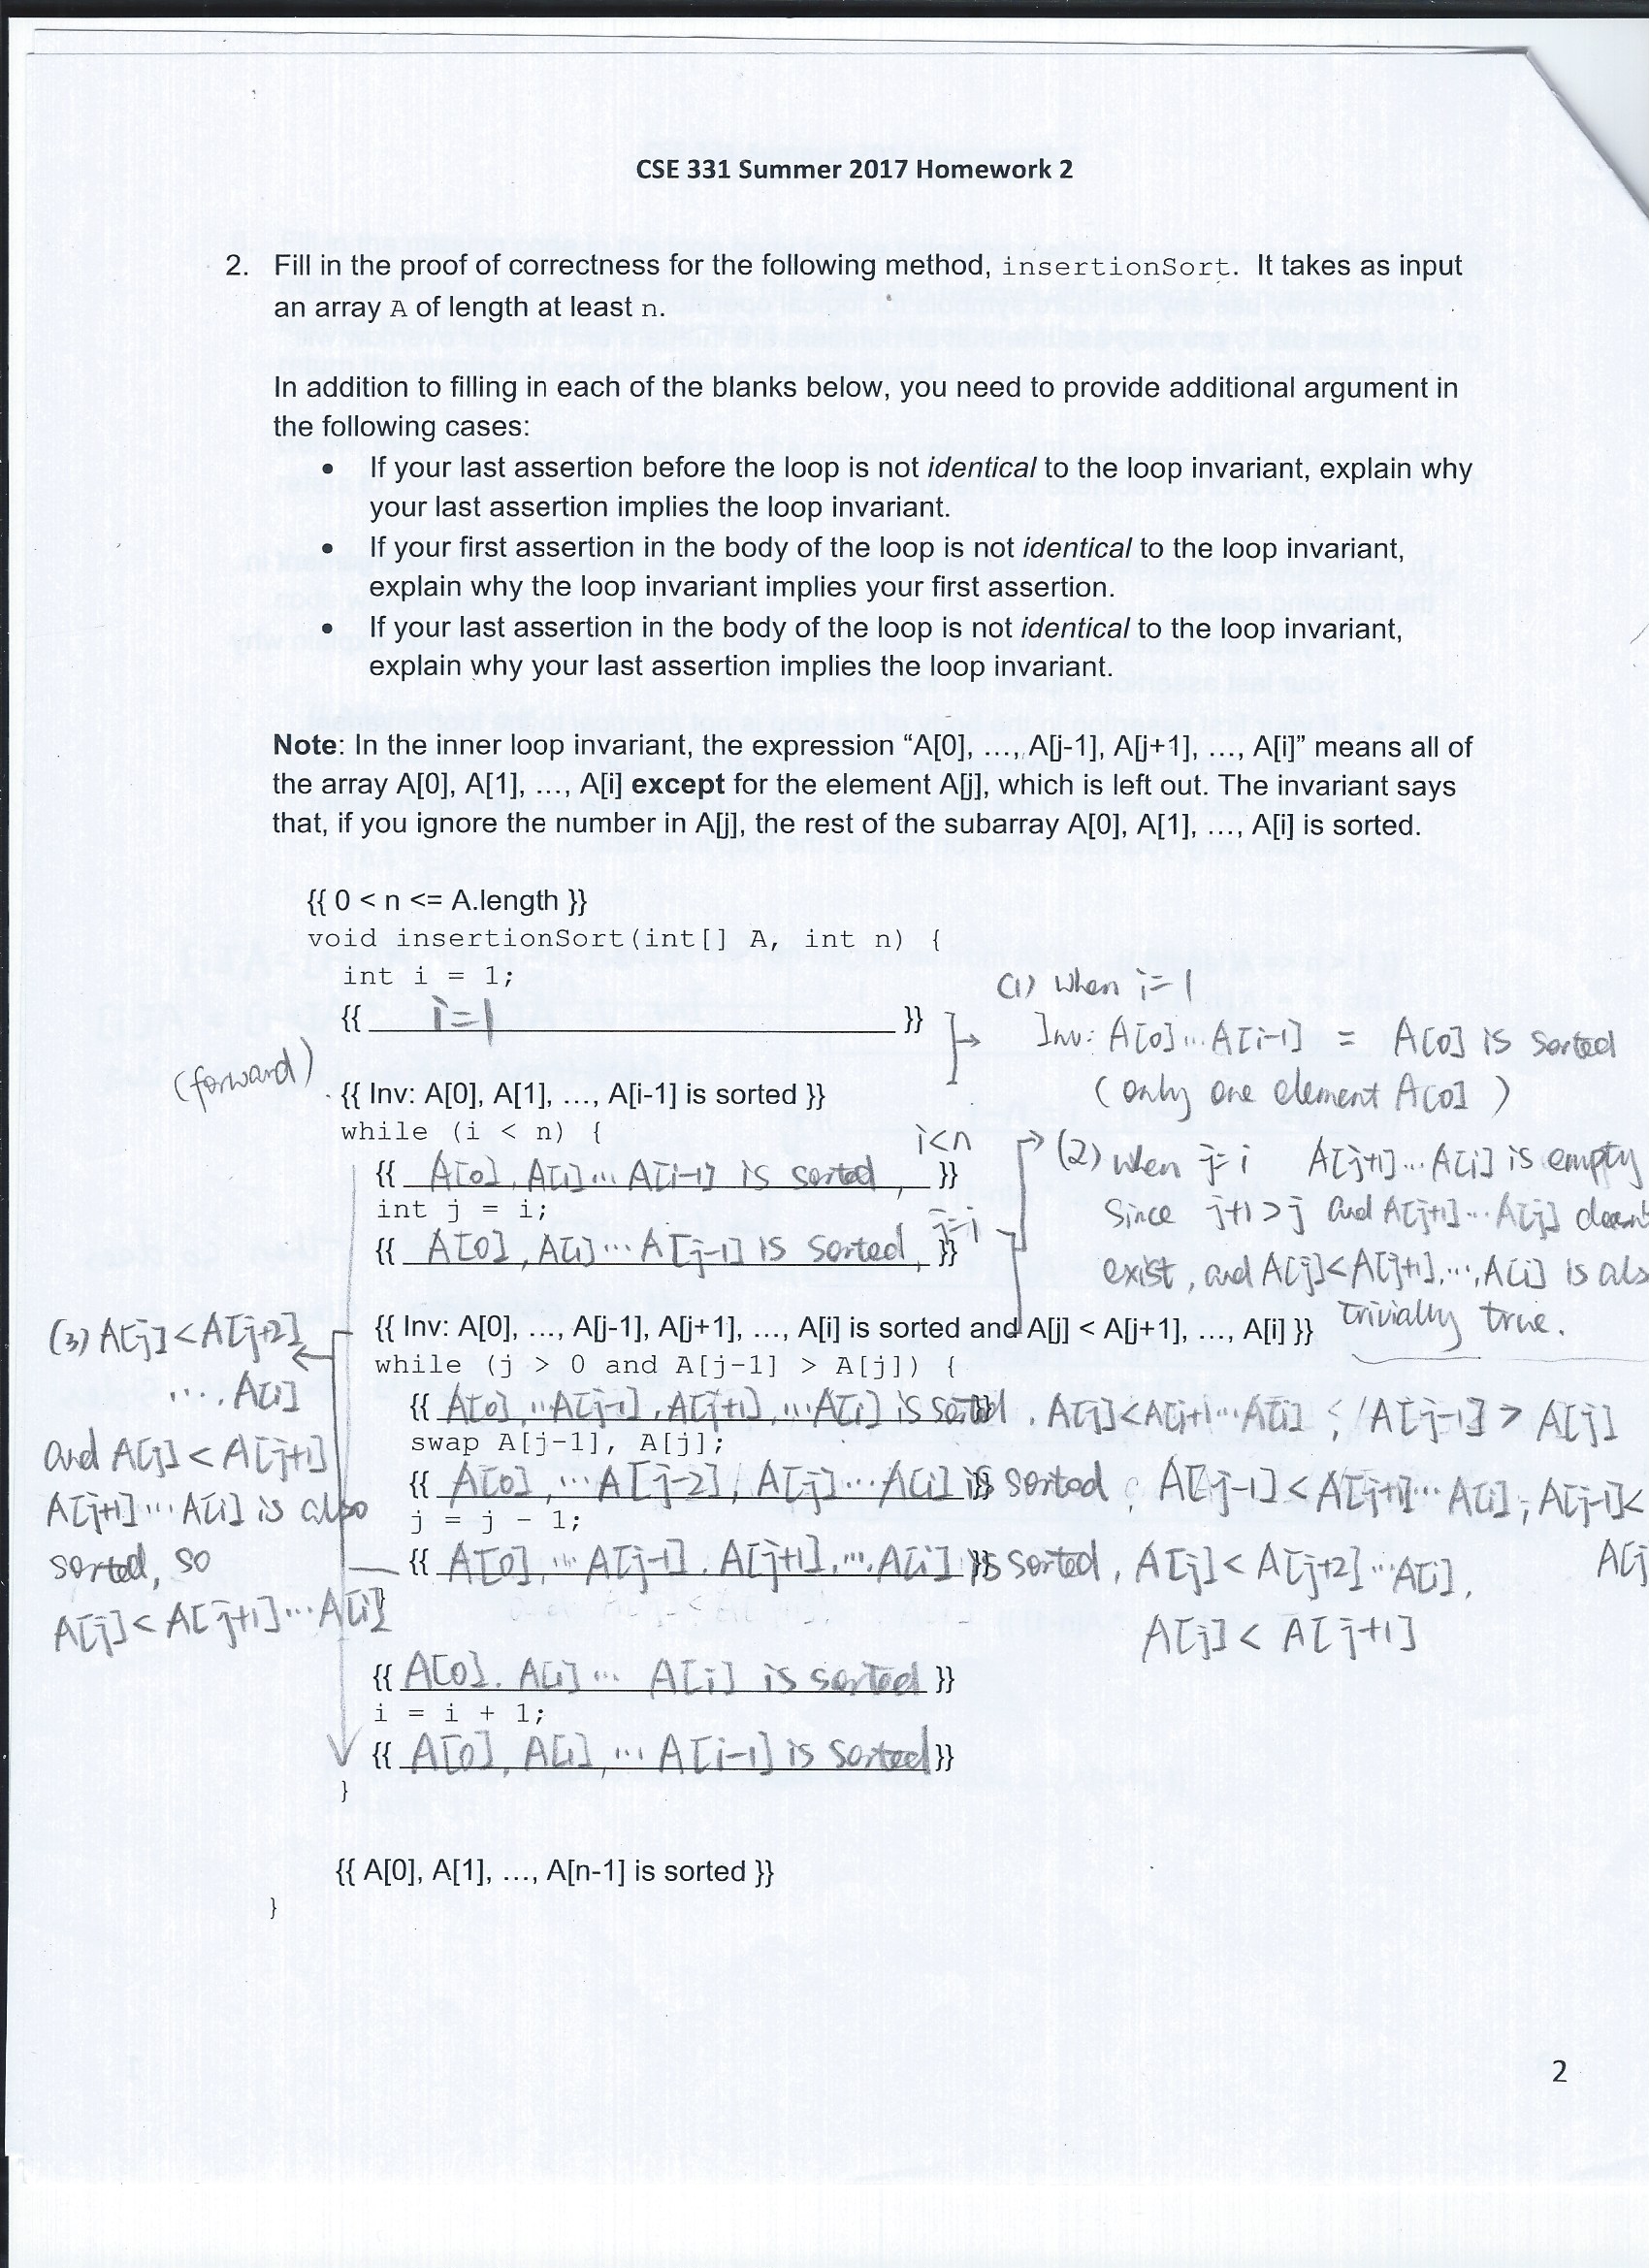 CSE 331 Summer 2017 Homework 2
2. Fill in the proof of correctness for the following method, insertionSort. It takes as input
an array A of length at least n.
In addition to filling in each of the blanks below, you need to provide additional argument in
the following cases:
• If your last assertion before the loop is not identical to the loop invariant, explain why
your last assertion implies the loop invariant.
• If your first assertion in the body of the loop is not identical to the loop invariant,
explain why the loop invariant implies your first assertion.
• If your last assertion in the body of the loop is not identical to the loop invariant,
explain why your last assertion implies the loop invariant.
Note: In the inner loop invariant, the expression “A[0], …, A[j-1], A[j+1], …, A[i]” means all of
the array A[0], A[1], …, A[i] except for the element A[j], which is left out. The invariant says
that, if you ignore the number in A[j], the rest of the subarray A[0], A[1], …, A[i] is sorted.
{{ 0 < n <= A.length }}
void insertionSort(int[] A, int n) {
int i = 1;
{{ i=1 }}
(1) when i=1
Inv: A[0]...A[i-1] = A[0] is sorted
(only one element A[0])
(forward)
{{ Inv: A[0], A[1], …, A[i-1] is sorted }}
while (i < n) {
{{ A[0], A[1]... A[i-1] is sorted, i<n }}
int j = i;
{{ A[0], A[1]... A[j-1] is sorted, j=i }}
(2) when j=i A[j+1]...A[i] is empty
since j+1>j and A[j+1]...A[j] doesn't
exist, and A[j]<A[j+1],...,A[i] is als
trivially true.
{{ Inv: A[0], …, A[j-1], A[j+1], …, A[i] is sorted and A[j] < A[j+1], …, A[i] }}
while (j > 0 and A[j-1] > A[j]) {
{{ A[0],...A[j-1],A[j+1],...A[i] is sorted }}, A[j]<A[j+1]...A[i], A[j-1] > A[j]
swap A[j-1], A[j];
{{ A[0],...A[j-2], A[j]...A[i] is }} sorted, A[j-1]<A[j+1]...A[i], A[j-1]<
A[j
j = j - 1;
{{ A[0],...A[j-1], A[j+1],...A[i] }} is sorted, A[j]<A[j+2]...A[i],
A[j] < A[j+1]
}
(3) A[j]<A[j+2]
...,A[i]
and A[j]<A[j+1]
A[j+1]...A[i] is also
sorted, so
A[j]<A[j+1]...A[i]
{{ A[0], A[1]... A[i] is sorted }}
i = i + 1;
{{ A[0], A[1],...A[i-1] is sorted }}
}
{{ A[0], A[1], …, A[n-1] is sorted }}
}
2